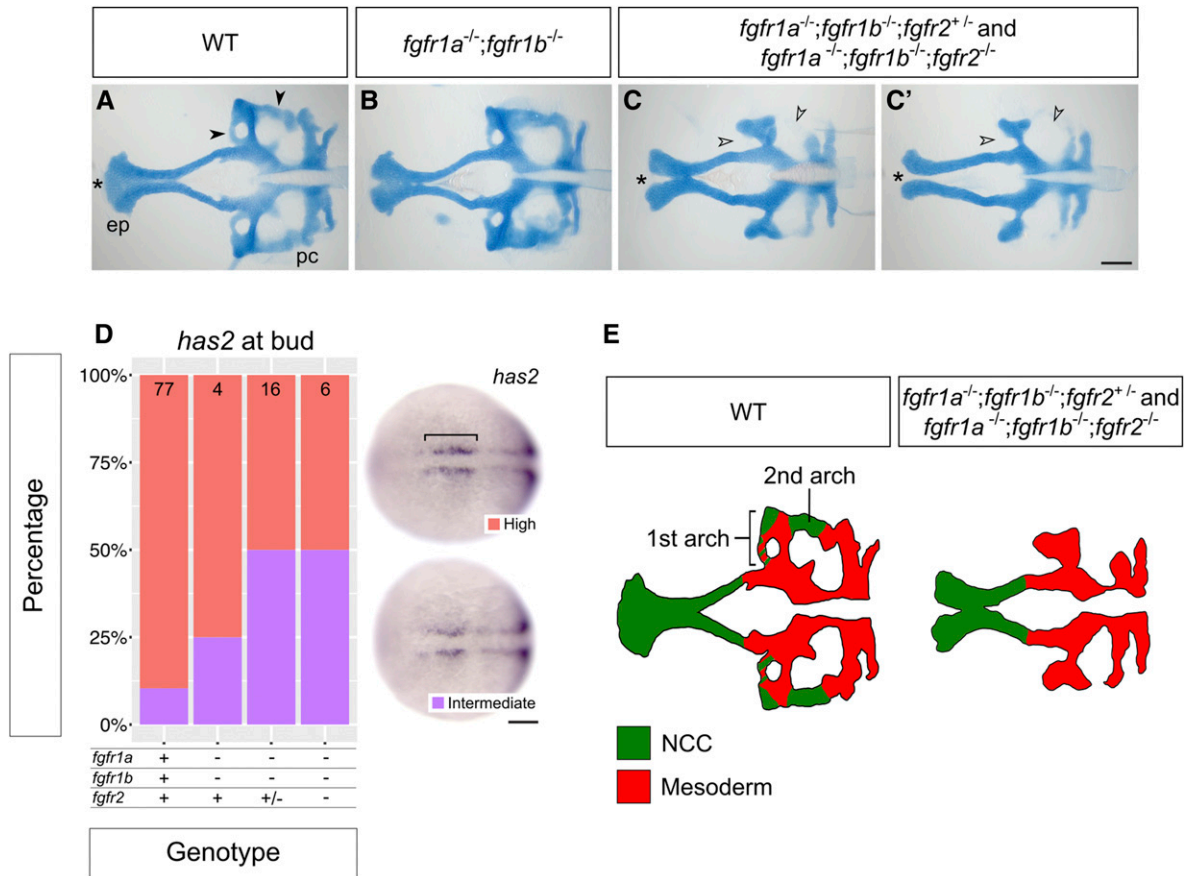 WT
fgfr1a-/-;fgfr1b-/-
fgfr1a-/-;fgfr1b-/-;fgfr2+/- and
fgfr1a-/-;fgfr1b-/-;fgfr2-/-
A
B
C
C'
*
ep
pc
*
*
D
has2 at bud
E
Percentage
100%
75%
50%
25%
0%
77
4
16
6
has2
High
Intermediate
fgfr1a + - - -
fgfr1b + - - -
fgfr2 + + +/- -
Genotype
WT
fgfr1a-/-;fgfr1b-/-;fgfr2+/- and
fgfr1a-/-;fgfr1b-/-;fgfr2-/-
2nd arch
1st arch
NCC
Mesoderm